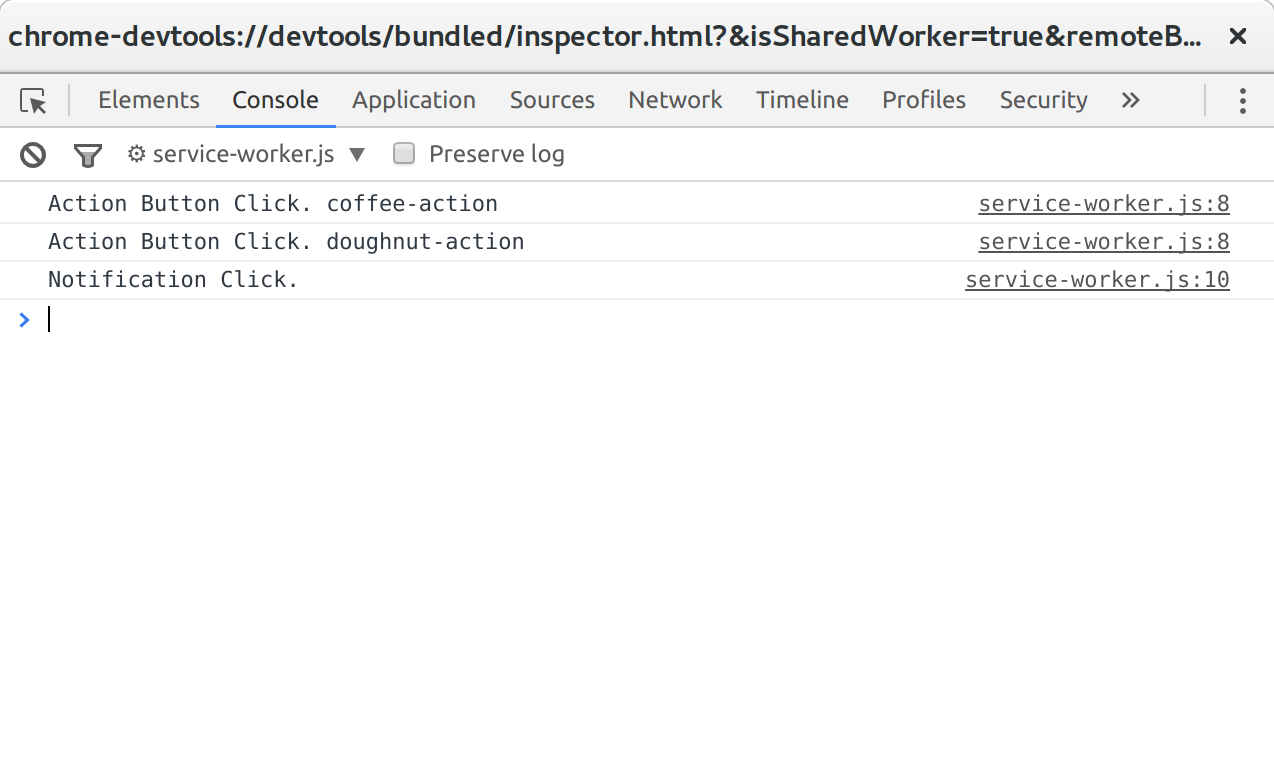 chrome-devtools://devtools/bundled/inspector.html?&isSharedWorker=true&remoteB...
Elements Console Application Sources Network Timeline Profiles Security
service-worker.js Preserve log
Action Button Click. coffee-action service-worker.js:8
Action Button Click. doughnut-action service-worker.js:8
Notification Click. service-worker.js:10